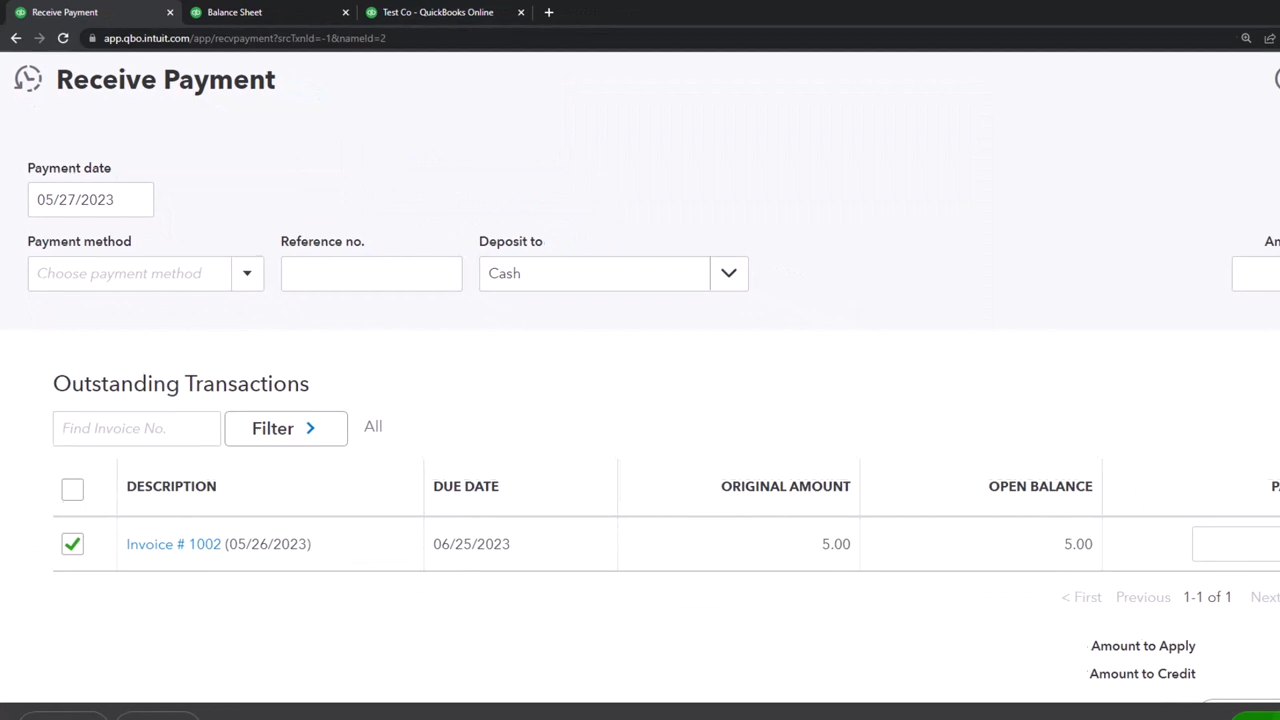 Receive Payment
Balance Sheet
Test Co - QuickBooks Online
app.qbo.intuit.com/app/recvpayment?srcTxnId=-1&nameId=2
Receive Payment
Payment date
05/27/2023
Payment method Reference no. Deposit to
Choose payment method Cash
Outstanding Transactions
Find Invoice No. Filter All
DESCRIPTION DUE DATE ORIGINAL AMOUNT OPEN BALANCE
Invoice # 1002 (05/26/2023) 06/25/2023 5.00 5.00
< First Previous 1-1 of 1 Next
Amount to Apply
Amount to Credit